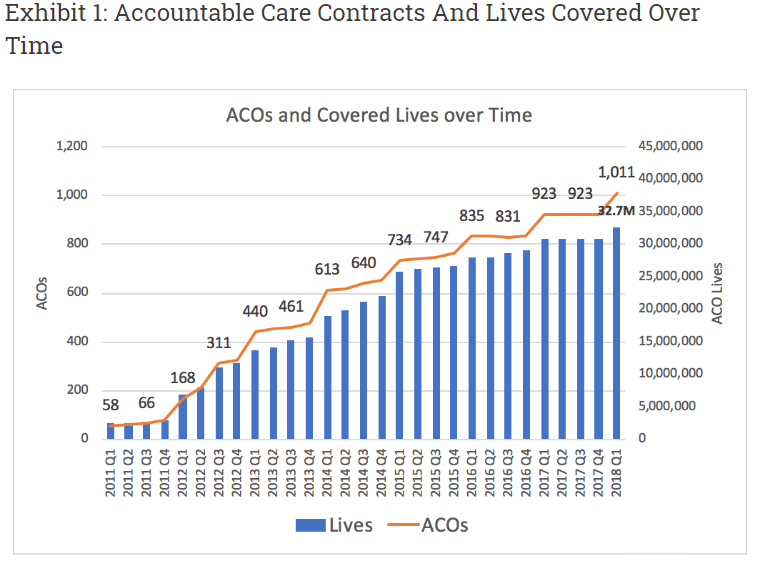 Exhibit 1: Accountable Care Contracts And Lives Covered Over
Time
ACOs and Covered Lives over Time
1,200
1,000
800
600
400
200
0
ACOs
45,000,000
40,000,000
35,000,000
30,000,000
25,000,000
20,000,000
15,000,000
10,000,000
5,000,000
0
ACO Lives
58
66
168
311
440
461
613
640
734
747
835
831
923
923
1,011
32.7M
2011 Q1
2011 Q2
2011 Q3
2011 Q4
2012 Q1
2012 Q2
2012 Q3
2012 Q4
2013 Q1
2013 Q2
2013 Q3
2013 Q4
2014 Q1
2014 Q2
2014 Q3
2014 Q4
2015 Q1
2015 Q2
2015 Q3
2015 Q4
2016 Q1
2016 Q2
2016 Q3
2016 Q4
2017 Q1
2017 Q2
2017 Q3
2017 Q4
2018 Q1
Lives
ACOs